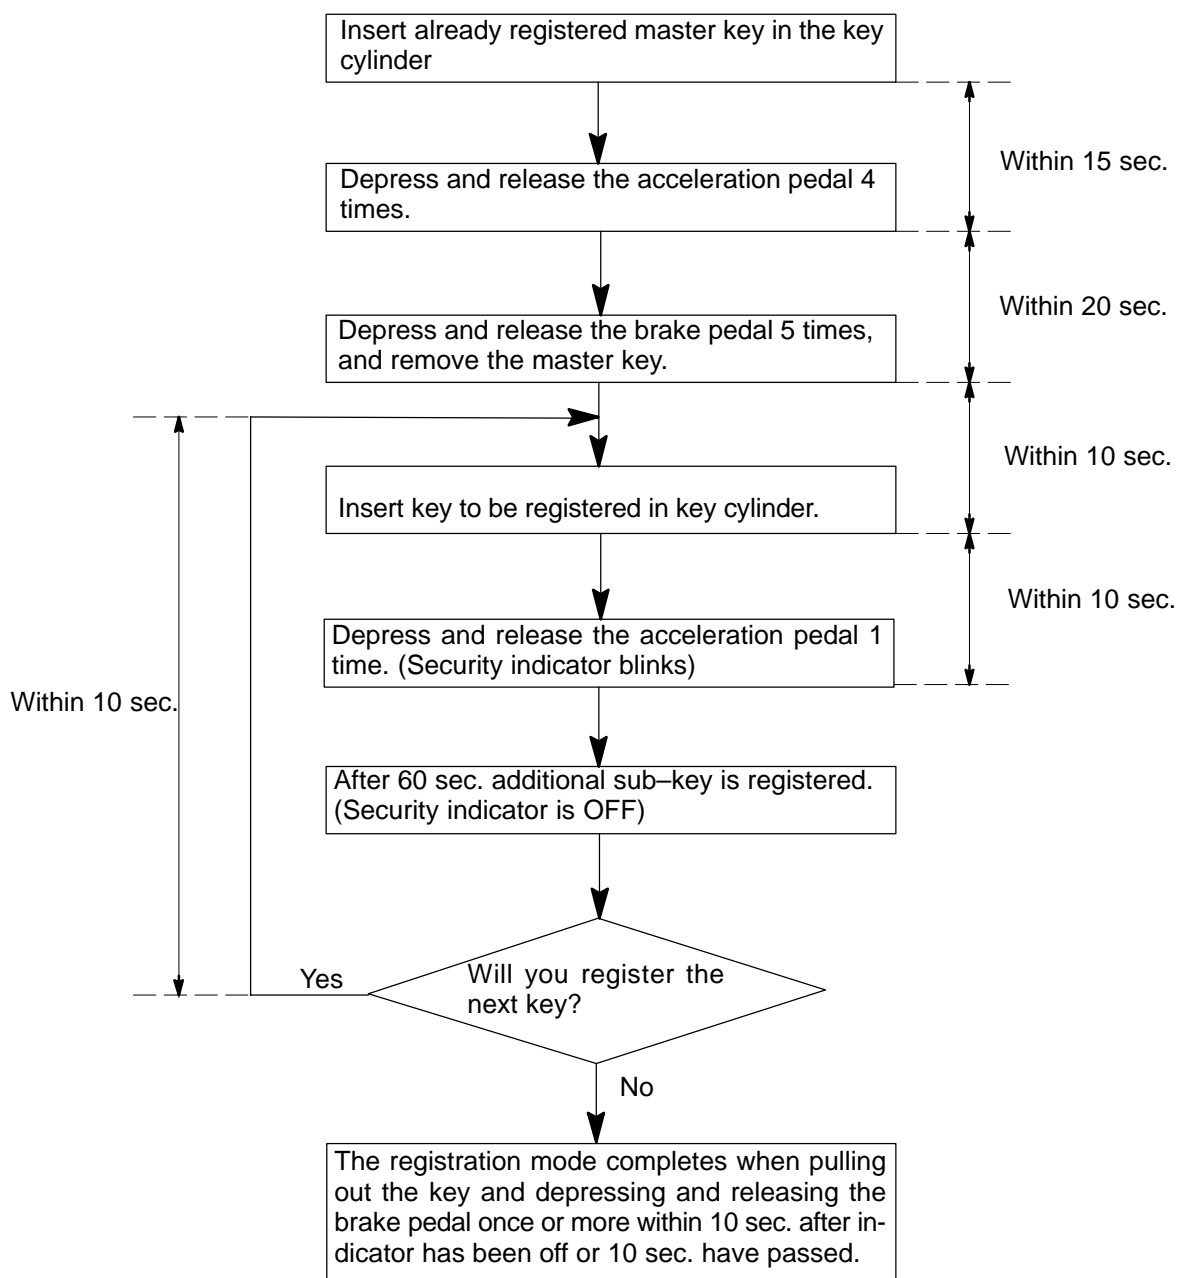 Insert already registered master key in the key
cylinder
Within 15 sec.
Depress and release the acceleration pedal 4
times.
Within 20 sec.
Depress and release the brake pedal 5 times,
and remove the master key.
Within 10 sec.
Insert key to be registered in key cylinder.
Within 10 sec.
Depress and release the acceleration pedal 1
time. (Security indicator blinks)
Within 10 sec.
After 60 sec. additional sub–key is registered.
(Security indicator is OFF)
Will you register the
next key?
Yes
No
The registration mode completes when pulling
out the key and depressing and releasing the
brake pedal once or more within 10 sec. after in-
dicator has been off or 10 sec. have passed.